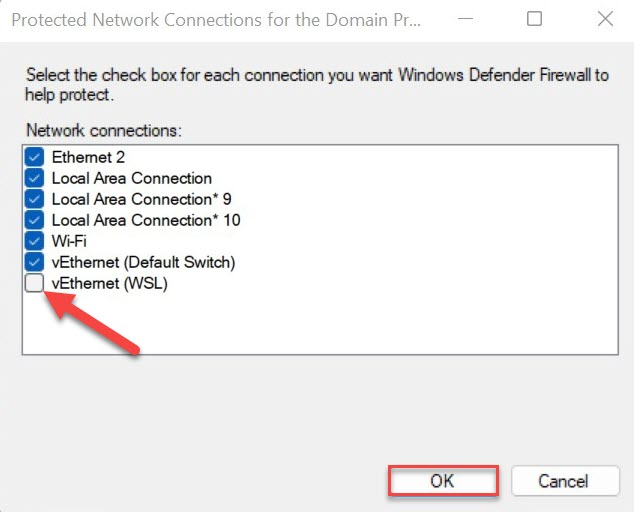 Protected Network Connections for the Domain Pr...
Select the check box for each connection you want Windows Defender Firewall to
help protect.
Network connections:
Ethernet 2
Local Area Connection
Local Area Connection* 9
Local Area Connection* 10
Wi-Fi
vEthernet (Default Switch)
vEthernet (WSL)
OK
Cancel